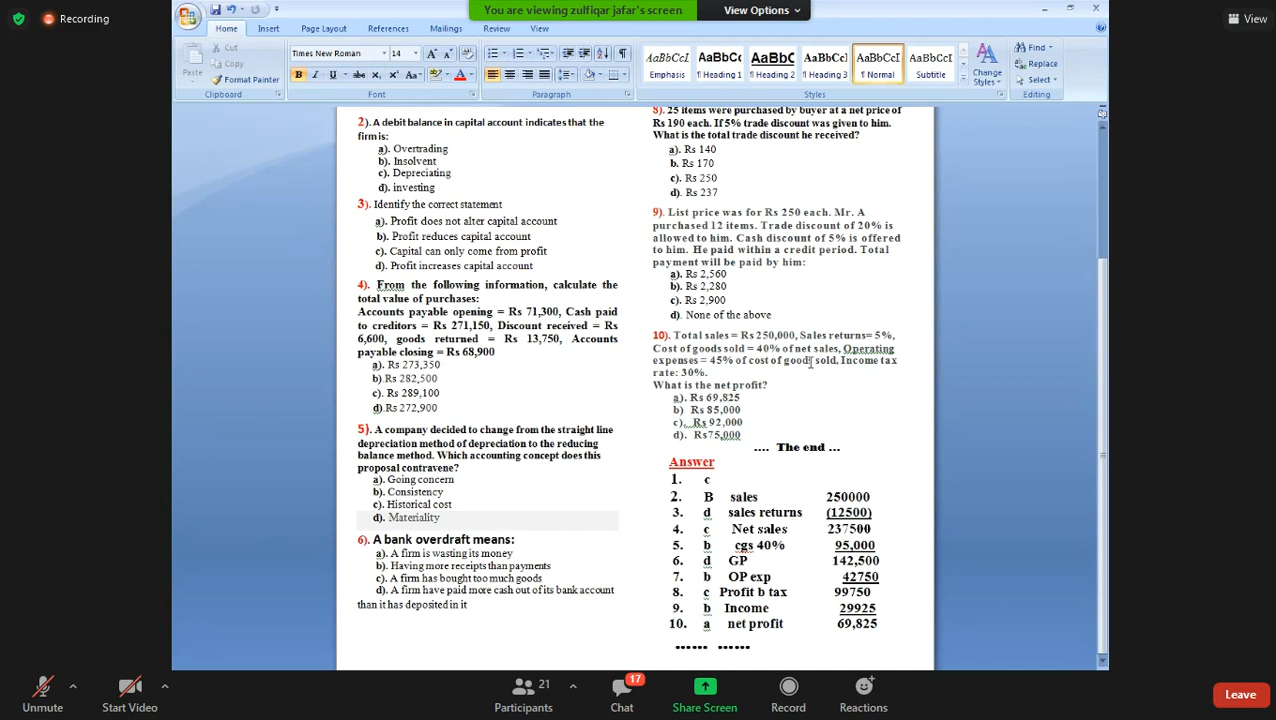 Recording
You are viewing zulfiqar jafar's screen
View Options
View
Home
Insert
Page Layout
References
Mailings
Review
View
Paste
Cut
Copy
Format Painter
Clipboard
Times New Roman
14
Font
Paragraph
AaBbCcI
Emphasis
AaBbCc
¶ Heading 1
AaBbCc
¶ Heading 2
AaBbCcI
¶ Heading 3
AaBbCcI
¶ Normal
AaBbCcI
Subtitle
Change
Styles
Styles
Find
Replace
Select
Editing
2). A debit balance in capital account indicates that the
firm is:
a). Overtrading
b). Insolvent
c). Depreciating
d). investing
3). Identify the correct statement
a). Profit does not alter capital account
b). Profit reduces capital account
c). Capital can only come from profit
d). Profit increases capital account
4). From the following information, calculate the
total value of purchases:
Accounts payable opening = Rs 71,300, Cash paid
to creditors = Rs 271,150, Discount received = Rs
6,600, goods returned = Rs 13,750, Accounts
payable closing = Rs 68,900
a). Rs 273,350
b).Rs 282,500
c). Rs 289,100
d).Rs 272,900
5). A company decided to change from the straight line
depreciation method of depreciation to the reducing
balance method. Which accounting concept does this
proposal contravene?
a). Going concern
b). Consistency
c). Historical cost
d). Materiality
6). A bank overdraft means:
a). A firm is wasting its money
b). Having more receipts than payments
c). A firm has bought too much goods
d). A firm have paid more cash out of its bank account
than it has deposited in it
8). 25 items were purchased by buyer at a net price of
Rs 190 each. If 5% trade discount was given to him.
What is the total trade discount he received?
a). Rs 140
b. Rs 170
c). Rs 250
d). Rs 237
9). List price was for Rs 250 each. Mr. A
purchased 12 items. Trade discount of 20% is
allowed to him. Cash discount of 5% is offered
to him. He paid within a credit period. Total
payment will be paid by him:
a). Rs 2,560
b). Rs 2,280
c). Rs 2,900
d). None of the above
10). Total sales = Rs 250,000, Sales returns= 5%,
Cost of goods sold = 40% of net sales, Operating
expenses = 45% of cost of goods sold, Income tax
rate: 30%.
What is the net profit?
a). Rs 69,825
b) Rs 85,000
c). Rs 92,000
d). Rs75,000
.... The end ...
Answer
1. c
2. B sales 250000
3. d sales returns (12500)
4. c Net sales 237500
5. b cgs 40% 95,000
6. d GP 142,500
7. b OP exp 42750
8. c Profit b tax 99750
9. b Income 29925
10. a net profit 69,825
...... ......
Unmute
Start Video
21
Participants
17
Chat
Share Screen
Record
Reactions
Leave